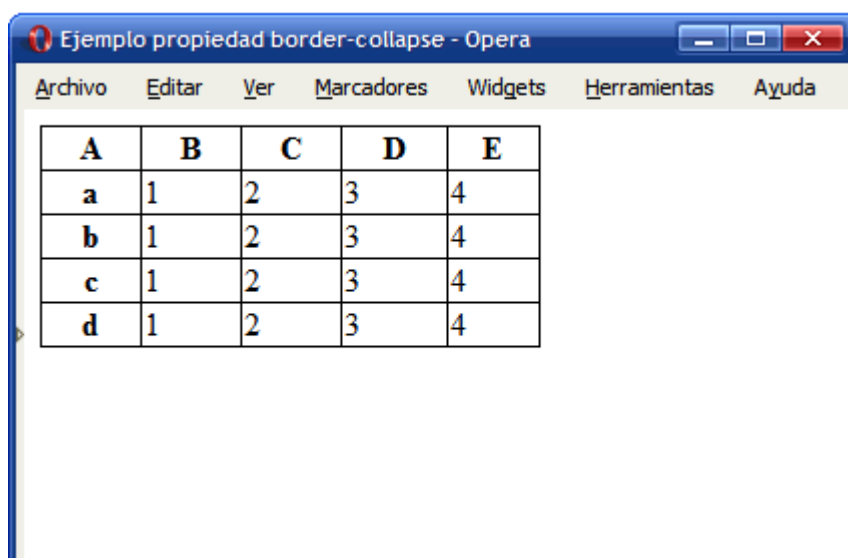 Ejemplo propiedad border-collapse - Opera
Archivo Editar Ver Marcadores Widgets Herramientas Ayuda
A B C D E
a 1 2 3 4
b 1 2 3 4
c 1 2 3 4
d 1 2 3 4